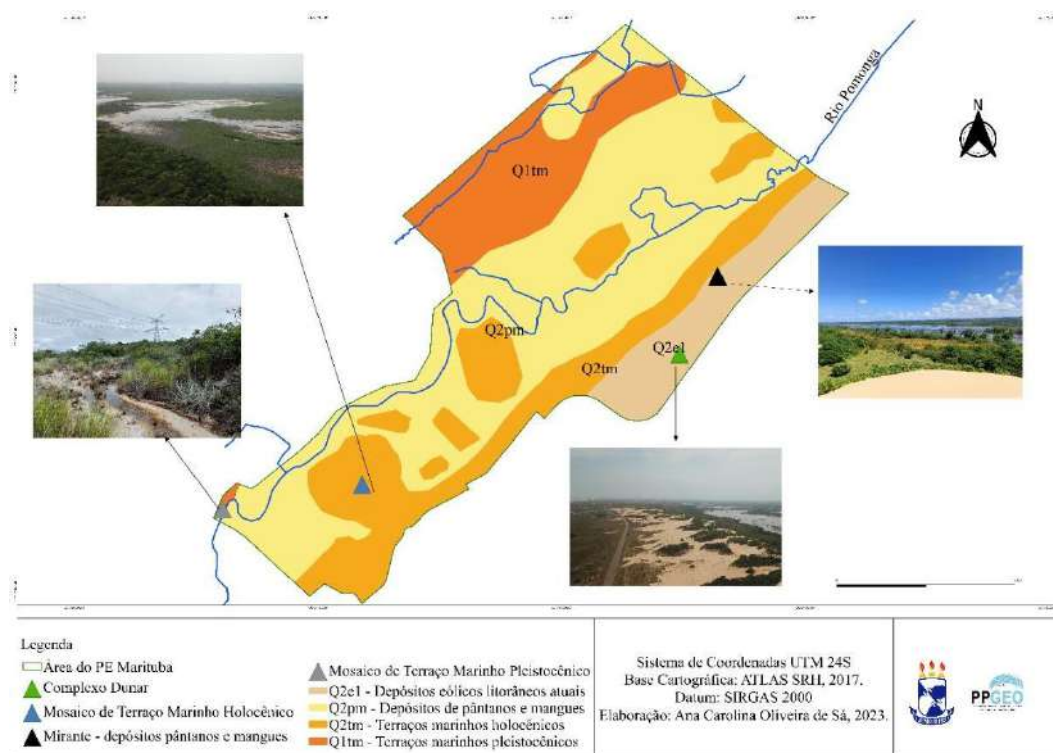 Rio Pomonga
N
Q1tm
Q2pm
Q2e1
Q2tm
Legenda
Área do PE Marituba
Complexo Dunar
Mosaico de Terraço Marinho Holocênico
Mirante - depósitos pântanos e mangues
Mosaico de Terraço Marinho Pleistocênico
Q2e1 - Depósitos eólicos litorâneos atuais
Q2pm - Depósitos de pântanos e mangues
Q2tm - Terraços marinhos holocênicos
Q1tm - Terraços marinhos pleistocênicos
Sistema de Coordenadas UTM 24S
Base Cartográfica: ATLAS SRH, 2017.
Datum: SIRGAS 2000
Elaboração: Ana Carolina Oliveira de Sá, 2023.
PPGEO